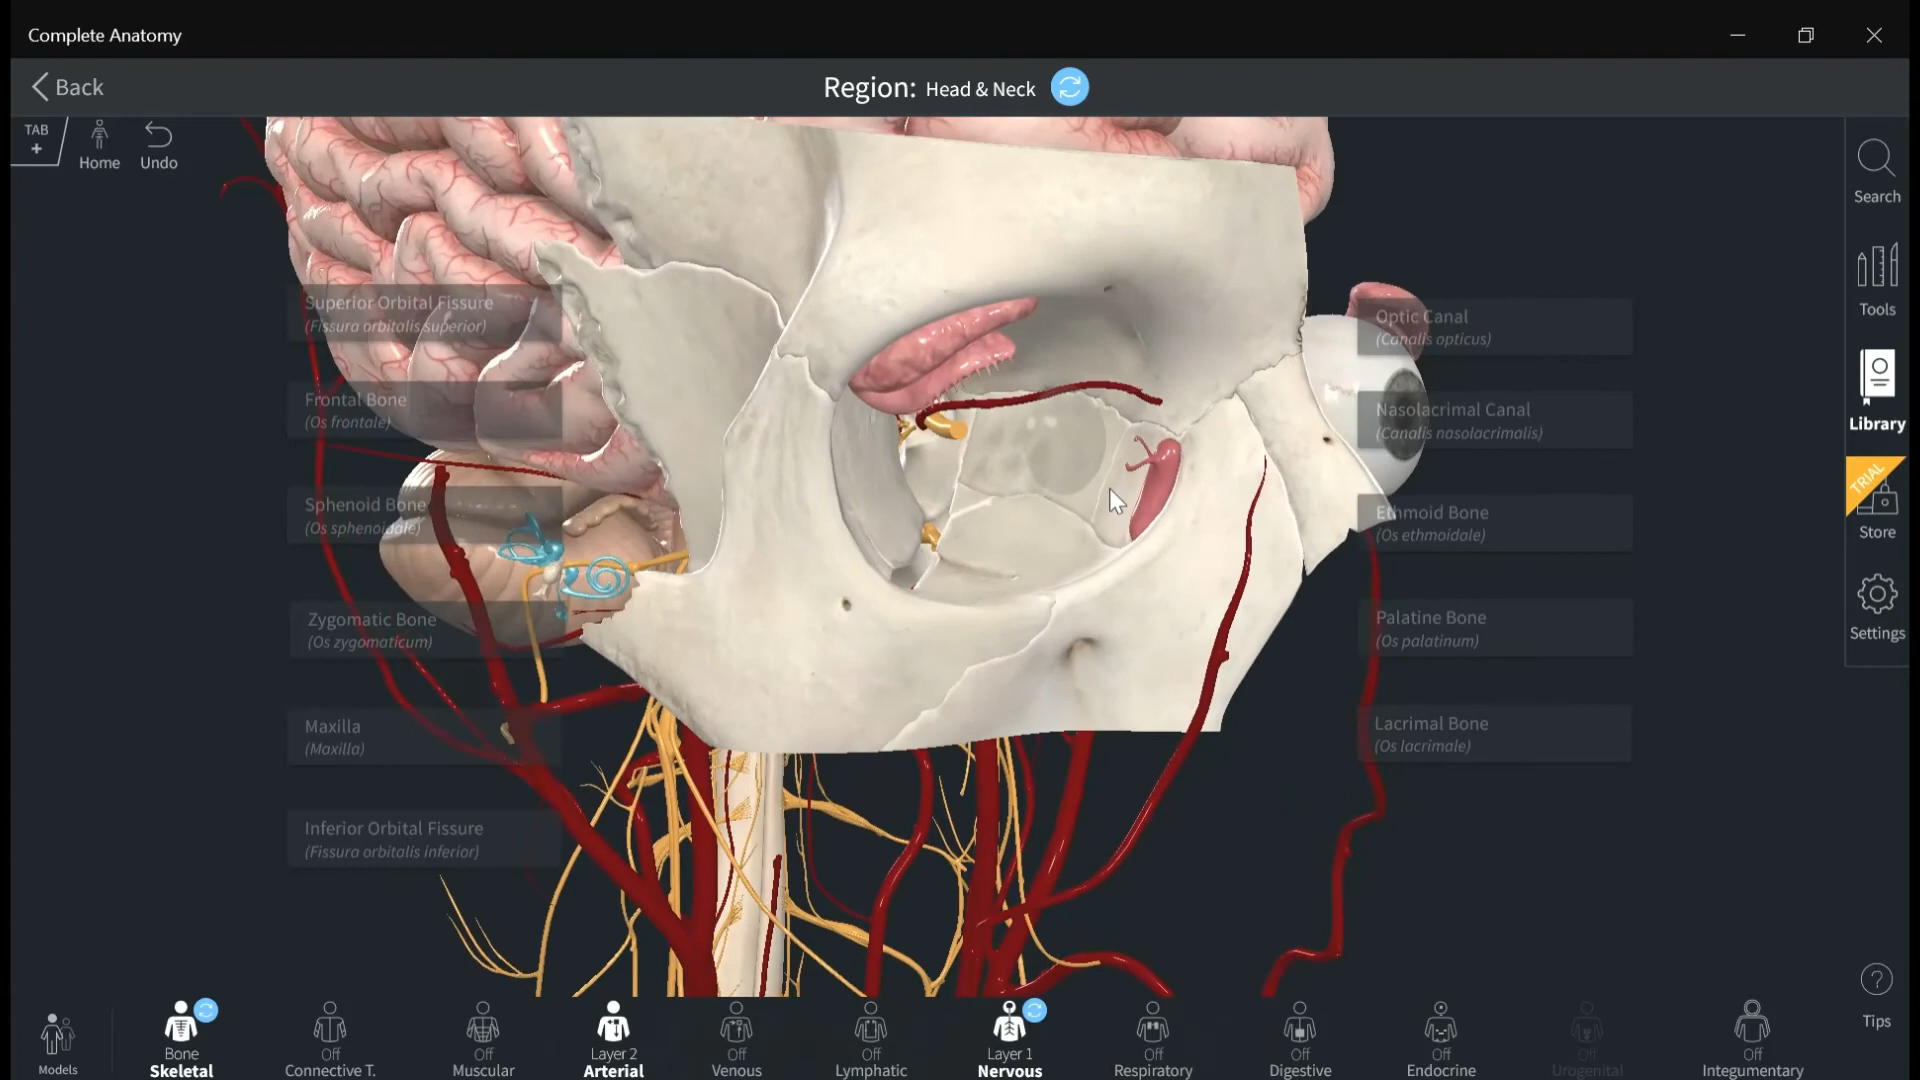 Complete Anatomy
Back
Region: Head & Neck
TAB
+
Home
Undo
Search
Tools
Library
TRIAL
Store
Settings
Superior Orbital Fissure
(Fissura orbitalis superior)
Frontal Bone
(Os frontale)
Sphenoid Bone
(Os sphenoidale)
Zygomatic Bone
(Os zygomaticum)
Maxilla
(Maxilla)
Inferior Orbital Fissure
(Fissura orbitalis inferior)
Optic Canal
(Canalis opticus)
Nasolacrimal Canal
(Canalis nasolacrimalis)
Ethmoid Bone
(Os ethmoidale)
Palatine Bone
(Os palatinum)
Lacrimal Bone
(Os lacrimale)
?
Tips
Models
Bone
Skeletal
Off
Connective T.
Off
Muscular
Layer 2
Arterial
Off
Venous
Off
Lymphatic
Layer 1
Nervous
Off
Respiratory
Off
Digestive
Off
Endocrine
Off
Urogenital
Off
Integumentary